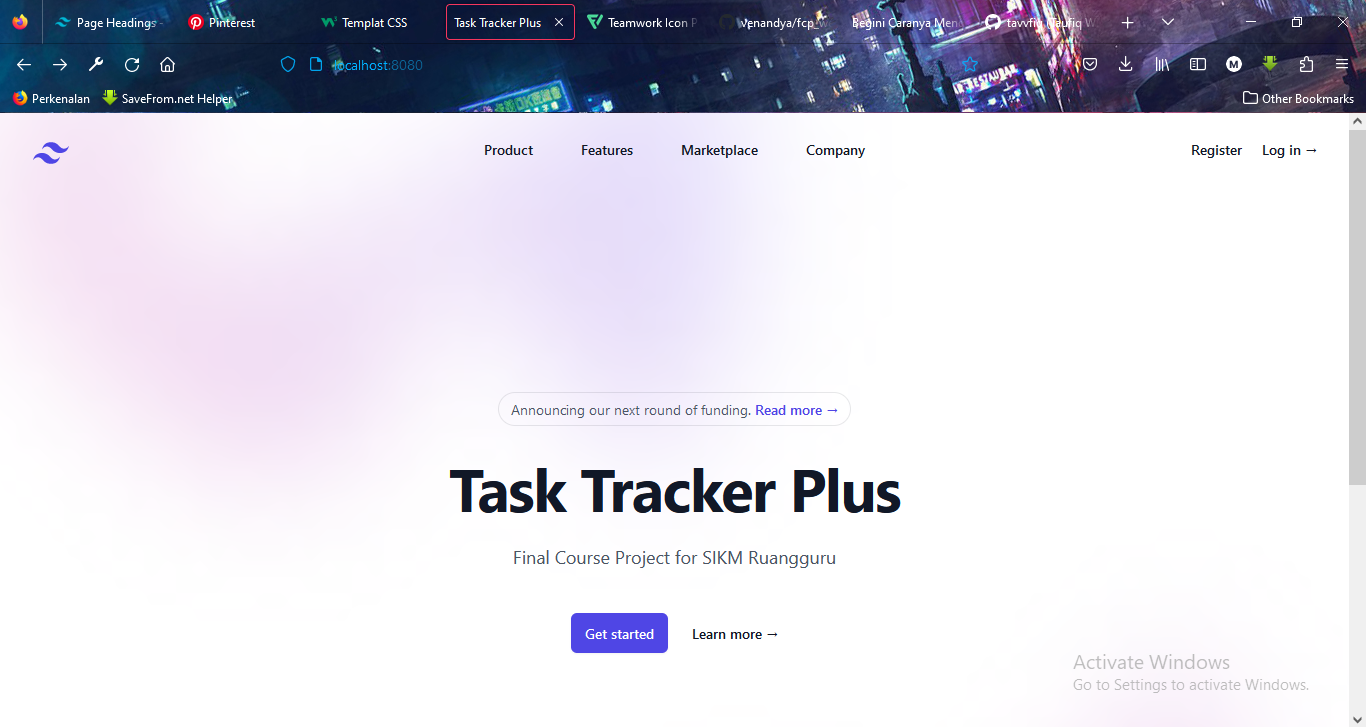 Page Headings
Pinterest
Templat CSS
Task Tracker Plus
Teamwork Icon P
venandya/fcp_w
Begini Caranya Men
tavvfiq (Taufiq W
localhost:8080
Perkenalan
SaveFrom.net Helper
Other Bookmarks
Product
Features
Marketplace
Company
Register
Log in →
Announcing our next round of funding. Read more →
Task Tracker Plus
Final Course Project for SIKM Ruangguru
Get started
Learn more →
Activate Windows
Go to Settings to activate Windows.